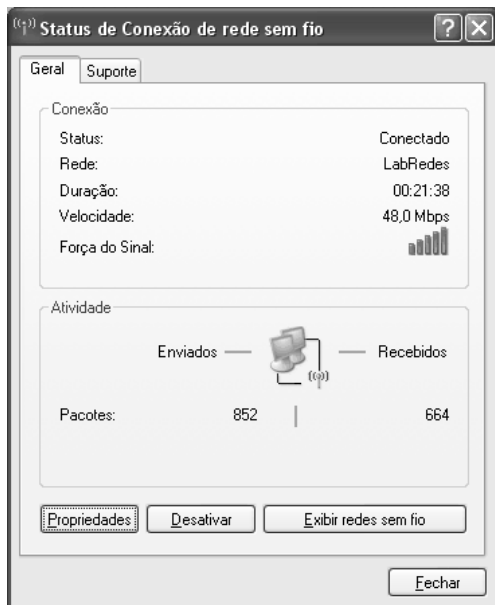 Status de Conexão de rede sem fio
Geral Suporte
Conexão
Status: Conectado
Rede: LabRedes
Duração: 00:21:38
Velocidade: 48,0 Mbps
Força do Sinal:
Atividade
Enviados Recebidos
Pacotes: 852 664
Propriedades Desativar Exibir redes sem fio
Fechar